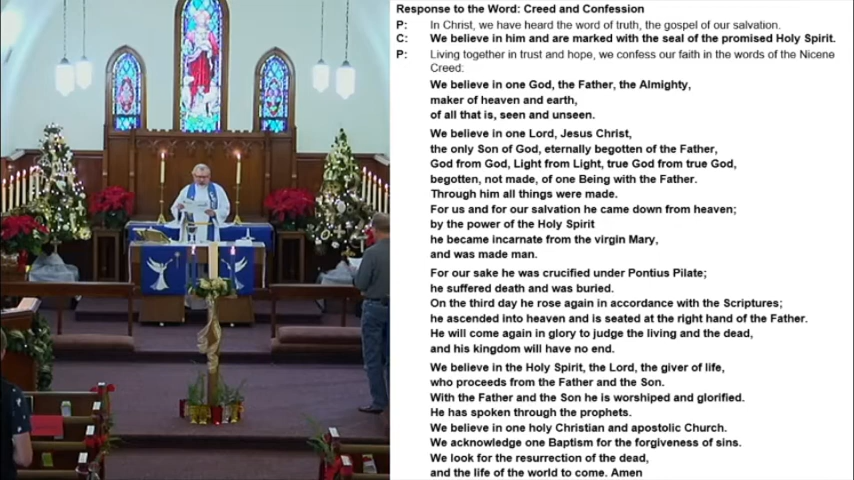 Response to the Word: Creed and Confession
P: In Christ, we have heard the word of truth, the gospel of our salvation.
C: We believe in him and are marked with the seal of the promised Holy Spirit.
P: Living together in trust and hope, we confess our faith in the words of the Nicene
Creed:
We believe in one God, the Father, the Almighty,
maker of heaven and earth,
of all that is, seen and unseen.
We believe in one Lord, Jesus Christ,
the only Son of God, eternally begotten of the Father,
God from God, Light from Light, true God from true God,
begotten, not made, of one Being with the Father.
Through him all things were made.
For us and for our salvation he came down from heaven;
by the power of the Holy Spirit
he became incarnate from the virgin Mary,
and was made man.
For our sake he was crucified under Pontius Pilate;
he suffered death and was buried.
On the third day he rose again in accordance with the Scriptures;
he ascended into heaven and is seated at the right hand of the Father.
He will come again in glory to judge the living and the dead,
and his kingdom will have no end.
We believe in the Holy Spirit, the Lord, the giver of life,
who proceeds from the Father and the Son.
With the Father and the Son he is worshiped and glorified.
He has spoken through the prophets.
We believe in one holy Christian and apostolic Church.
We acknowledge one Baptism for the forgiveness of sins.
We look for the resurrection of the dead,
and the life of the world to come. Amen